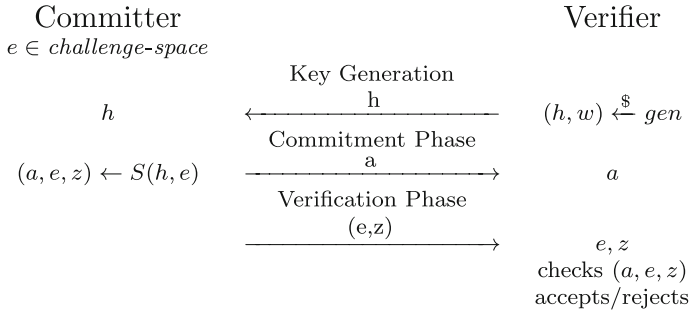 Committer Verifier
e ∈ challenge-space
Key Generation
h h (h, w) ←$ gen
Commitment Phase
(a, e, z) ← S(h, e) a a
Verification Phase
(e,z) e, z
checks (a, e, z)
accepts/rejects